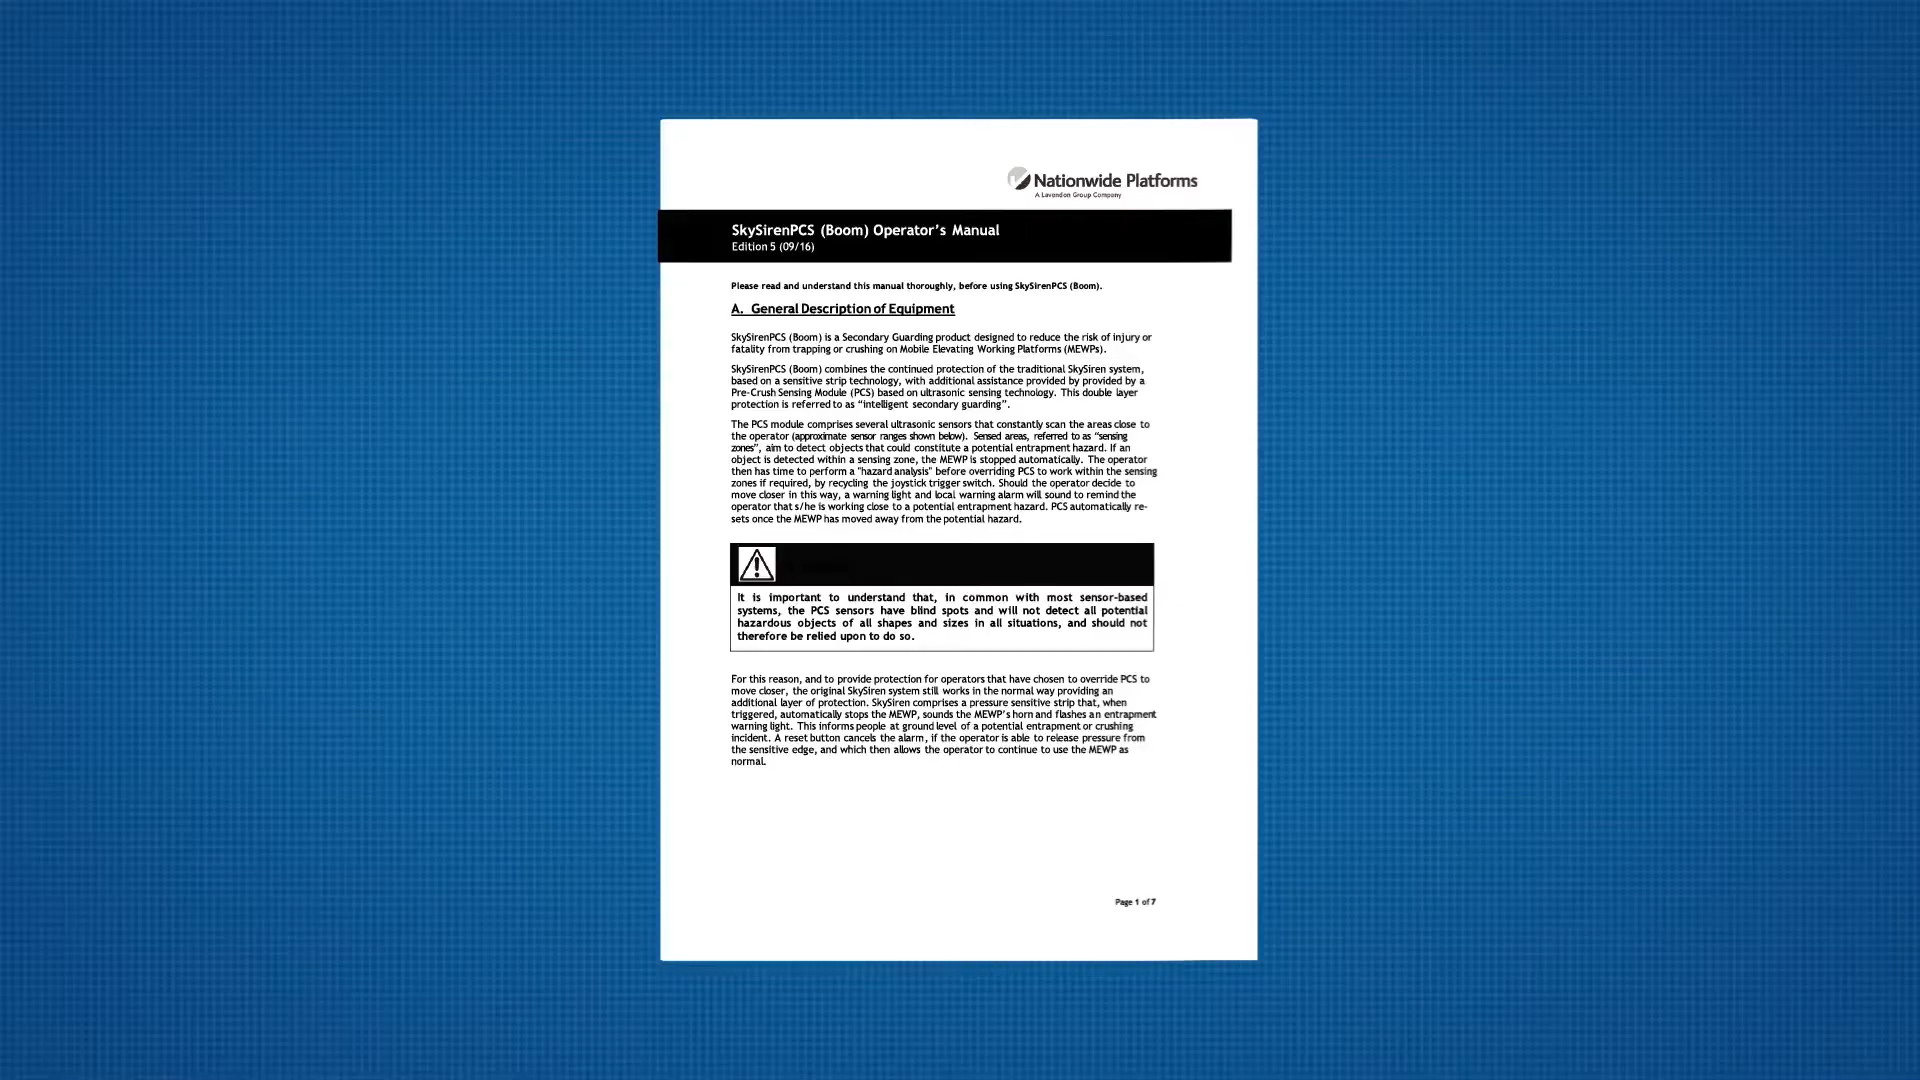 Nationwide Platforms
A Lavendon Group Company
SkySirenPCS (Boom) Operator's Manual
Edition 5 (09/16)
Please read and understand this manual thoroughly, before using SkySirenPCS (Boom).
A. General Description of Equipment
SkySirenPCS (Boom) is a Secondary Guarding product designed to reduce the risk of injury or
fatality from trapping or crushing on Mobile Elevating Working Platforms (MEWPs).
SkySirenPCS (Boom) combines the continued protection of the traditional SkySiren system,
based on a sensitive strip technology, with additional assistance provided by provided by a
Pre-Crush Sensing Module (PCS) based on ultrasonic sensing technology. This double layer
protection is referred to as “intelligent secondary guarding”.
The PCS module comprises several ultrasonic sensors that constantly scan the areas close to
the operator (approximate sensor ranges shown below). Sensed areas, referred to as “sensing
zones”, aim to detect objects that could constitute a potential entrapment hazard. If an
object is detected within a sensing zone, the MEWP is stopped automatically. The operator
then has time to perform a "hazard analysis" before overriding PCS to work within the sensing
zones if required, by recycling the joystick trigger switch. Should the operator decide to
move closer in this way, a warning light and local warning alarm will sound to remind the
operator that s/he is working close to a potential entrapment hazard. PCS automatically re-
sets once the MEWP has moved away from the potential hazard.
It is important to understand that, in common with most sensor-based
systems, the PCS sensors have blind spots and will not detect all potential
hazardous objects of all shapes and sizes in all situations, and should not
therefore be relied upon to do so.
For this reason, and to provide protection for operators that have chosen to override PCS to
move closer, the original SkySiren system still works in the normal way providing an
additional layer of protection. SkySiren comprises a pressure sensitive strip that, when
triggered, automatically stops the MEWP, sounds the MEWP's horn and flashes an entrapment
warning light. This informs people at ground level of a potential entrapment or crushing
incident. A reset button cancels the alarm, if the operator is able to release pressure from
the sensitive edge, and which then allows the operator to continue to use the MEWP as
normal.
Page 1 of 7